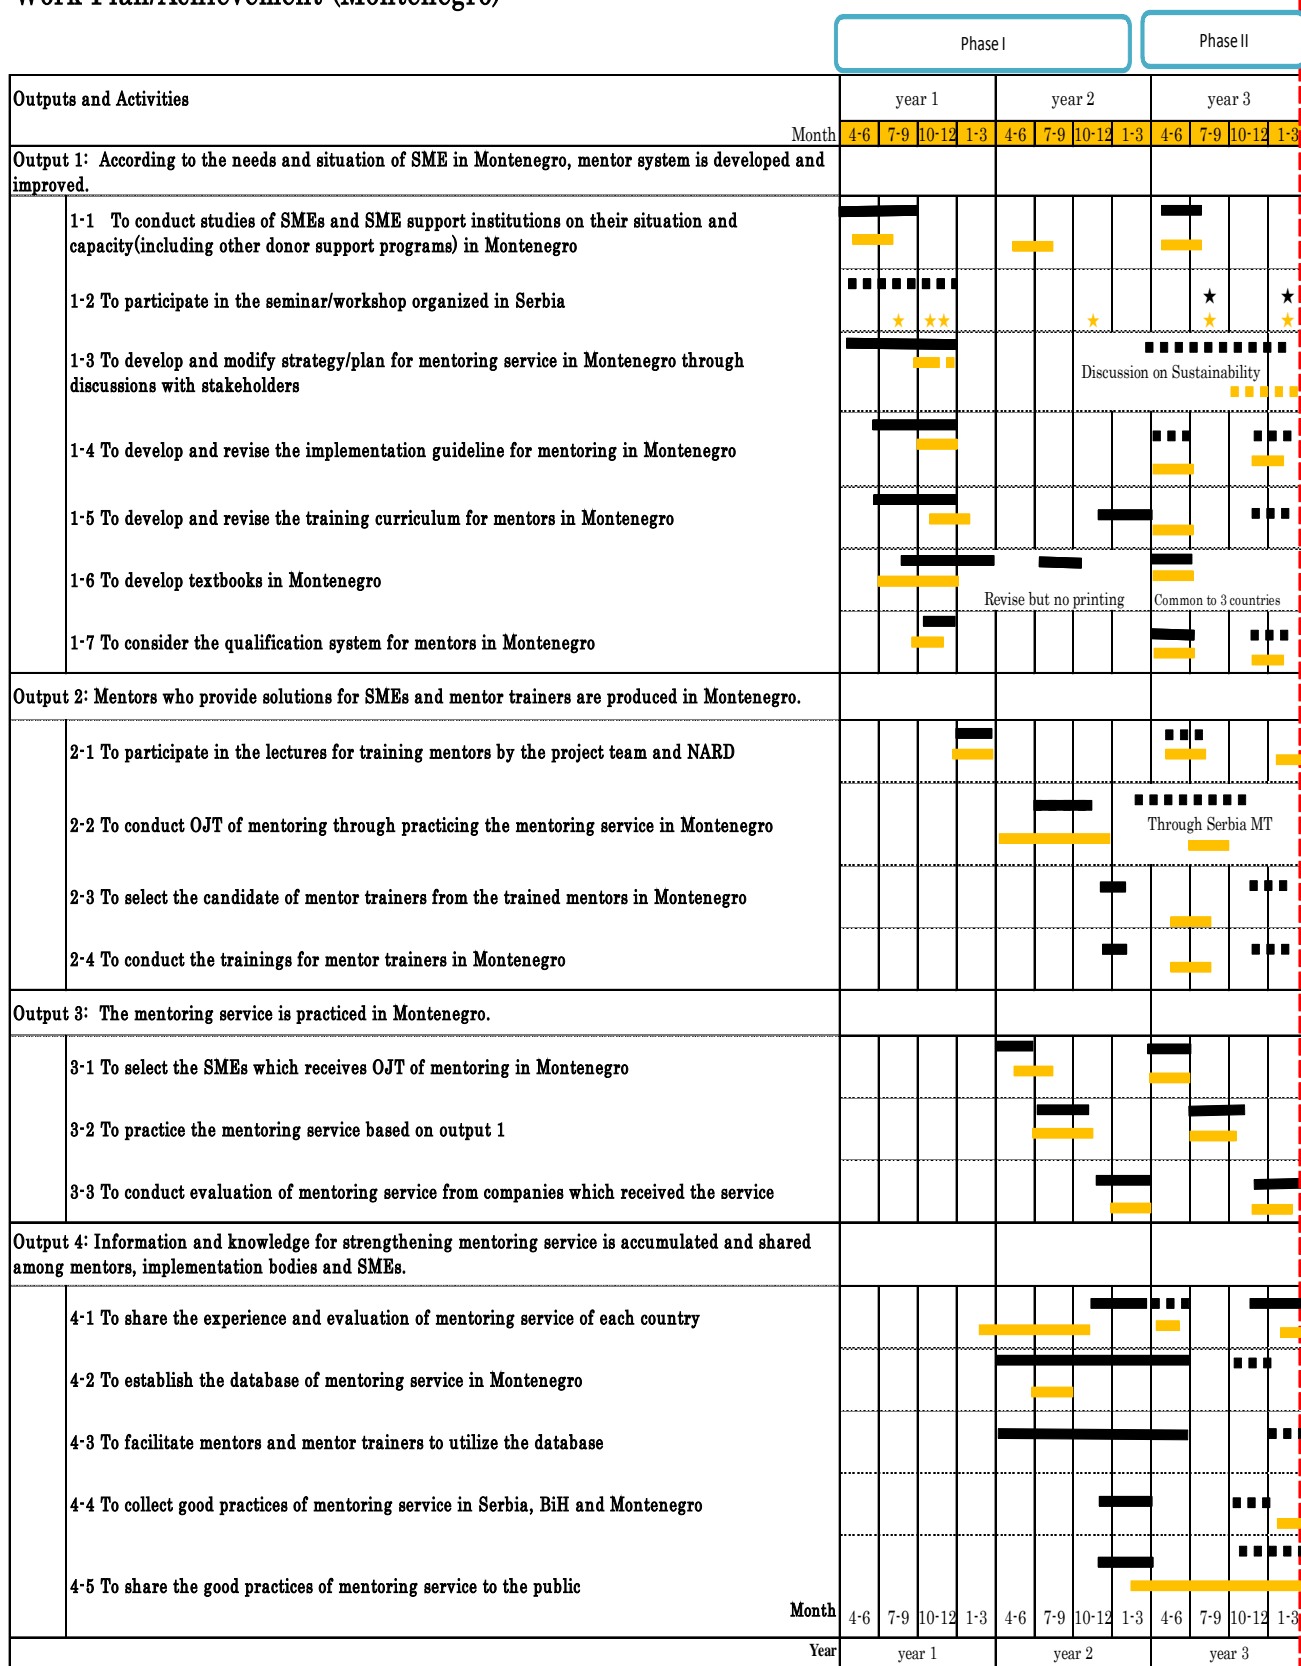 Work Plan/Achievement (Montenegro)
Phase I
Phase II
Outputs and Activities
year 1
year 2
year 3
Month
4-6 7-9 10-12 1-3 4-6 7-9 10-12 1-3 4-6 7-9 10-12 1-3
Output 1: According to the needs and situation of SME in Montenegro, mentor system is developed and
improved.
1-1 To conduct studies of SMEs and SME support institutions on their situation and
capacity(including other donor support programs) in Montenegro
1-2 To participate in the seminar/workshop organized in Serbia
1-3 To develop and modify strategy/plan for mentoring service in Montenegro through
discussions with stakeholders
Discussion on Sustainability
1-4 To develop and revise the implementation guideline for mentoring in Montenegro
1-5 To develop and revise the training curriculum for mentors in Montenegro
1-6 To develop textbooks in Montenegro
Revise but no printing
Common to 3 countries
1-7 To consider the qualification system for mentors in Montenegro
Output 2: Mentors who provide solutions for SMEs and mentor trainers are produced in Montenegro.
2-1 To participate in the lectures for training mentors by the project team and NARD
2-2 To conduct OJT of mentoring through practicing the mentoring service in Montenegro
Through Serbia MT
2-3 To select the candidate of mentor trainers from the trained mentors in Montenegro
2-4 To conduct the trainings for mentor trainers in Montenegro
Output 3: The mentoring service is practiced in Montenegro.
3-1 To select the SMEs which receives OJT of mentoring in Montenegro
3-2 To practice the mentoring service based on output 1
3-3 To conduct evaluation of mentoring service from companies which received the service
Output 4: Information and knowledge for strengthening mentoring service is accumulated and shared
among mentors, implementation bodies and SMEs.
4-1 To share the experience and evaluation of mentoring service of each country
4-2 To establish the database of mentoring service in Montenegro
4-3 To facilitate mentors and mentor trainers to utilize the database
4-4 To collect good practices of mentoring service in Serbia, BiH and Montenegro
4-5 To share the good practices of mentoring service to the public
Month
4-6 7-9 10-12 1-3 4-6 7-9 10-12 1-3 4-6 7-9 10-12 1-3
Year
year 1
year 2
year 3